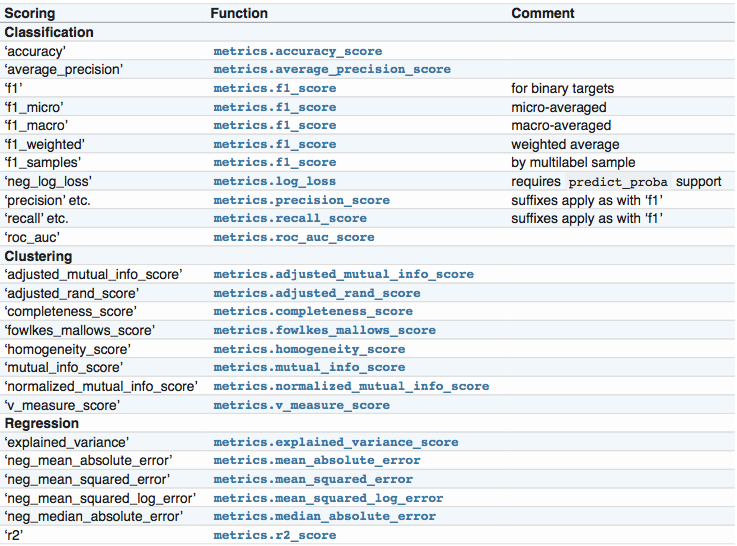 Scoring Function Comment
Classification
‘accuracy’ metrics.accuracy_score
‘average_precision’ metrics.average_precision_score
‘f1’ metrics.f1_score for binary targets
‘f1_micro’ metrics.f1_score micro-averaged
‘f1_macro’ metrics.f1_score macro-averaged
‘f1_weighted’ metrics.f1_score weighted average
‘f1_samples’ metrics.f1_score by multilabel sample
‘neg_log_loss’ metrics.log_loss requires predict_proba support
‘precision’ etc. metrics.precision_score suffixes apply as with ‘f1’
‘recall’ etc. metrics.recall_score suffixes apply as with ‘f1’
‘roc_auc’ metrics.roc_auc_score
Clustering
‘adjusted_mutual_info_score’ metrics.adjusted_mutual_info_score
‘adjusted_rand_score’ metrics.adjusted_rand_score
‘completeness_score’ metrics.completeness_score
‘fowlkes_mallows_score’ metrics.fowlkes_mallows_score
‘homogeneity_score’ metrics.homogeneity_score
‘mutual_info_score’ metrics.mutual_info_score
‘normalized_mutual_info_score’ metrics.normalized_mutual_info_score
‘v_measure_score’ metrics.v_measure_score
Regression
‘explained_variance’ metrics.explained_variance_score
‘neg_mean_absolute_error’ metrics.mean_absolute_error
‘neg_mean_squared_error’ metrics.mean_squared_error
‘neg_mean_squared_log_error’ metrics.mean_squared_log_error
‘neg_median_absolute_error’ metrics.median_absolute_error
‘r2’ metrics.r2_score